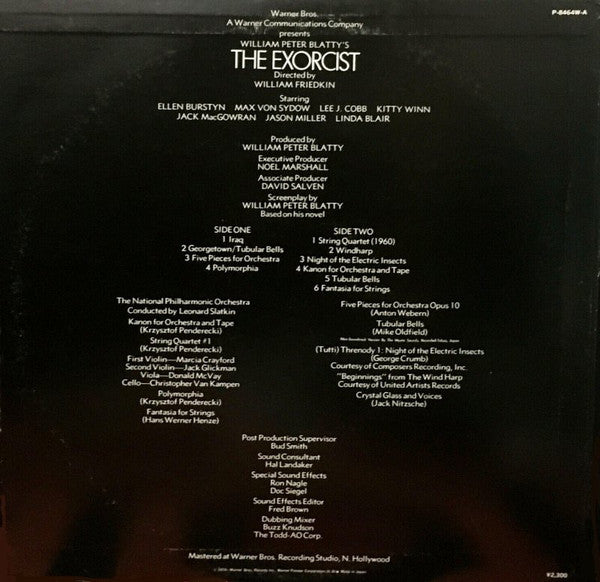 P-8464W-A
Warner Bros.
A Warner Communications Company
presents
WILLIAM PETER BLATTY'S
THE EXORCIST
Directed by
WILLIAM FRIEDKIN
Starring
ELLEN BURSTYN MAX VON SYDOW LEE J. COBB KITTY WINN
JACK MacGOWRAN JASON MILLER LINDA BLAIR
Produced by
WILLIAM PETER BLATTY
Executive Producer
NOEL MARSHALL
Associate Producer
DAVID SALVEN
Screenplay by
WILLIAM PETER BLATTY
Based on his novel
SIDE ONE
1 Iraq
2 Georgetown/Tubular Bells
3 Five Pieces for Orchestra
4 Polymorphia
SIDE TWO
1 String Quartet (1960)
2 Windharp
3 Night of the Electric Insects
4 Kanon for Orchestra and Tape
5 Tubular Bells
6 Fantasia for Strings
The National Philharmonic Orchestra
Conducted by Leonard Slatkin
Kanon for Orchestra and Tape
(Krzysztof Penderecki)
String Quartet #1
(Krzysztof Penderecki)
First Violin—Marcia Crayford
Second Violin—Jack Glickman
Viola—Donald McVay
Cello—Christopher Van Kampen
Polymorphia
(Krzysztof Penderecki)
Fantasia for Strings
(Hans Werner Henze)
Five Pieces for Orchestra Opus 10
(Anton Webern)
Tubular Bells
(Mike Oldfield)
(Tutti) Threnody 1: Night of the Electric Insects
(George Crumb)
Courtesy of Composers Recording, Inc.
"Beginnings" from The Wind Harp
Courtesy of United Artists Records
Crystal Glass and Voices
(Jack Nitzsche)
Post Production Supervisor
Bud Smith
Sound Consultant
Hal Landaker
Special Sound Effects
Ron Nagle
Doc Siegel
Sound Effects Editor
Fred Brown
Dubbing Mixer
Buzz Knudson
The Todd-AO Corp.
Mastered at Warner Bros. Recording Studio, N. Hollywood
¥2,300